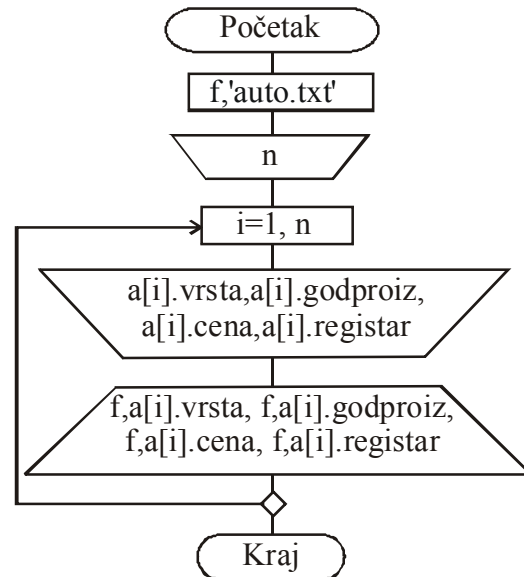 Početak
f,'auto.txt'
n
i=1, n
a[i].vrsta,a[i].godproiz,
a[i].cena,a[i].registar
f,a[i].vrsta, f,a[i].godproiz,
f,a[i].cena, f,a[i].registar
Kraj